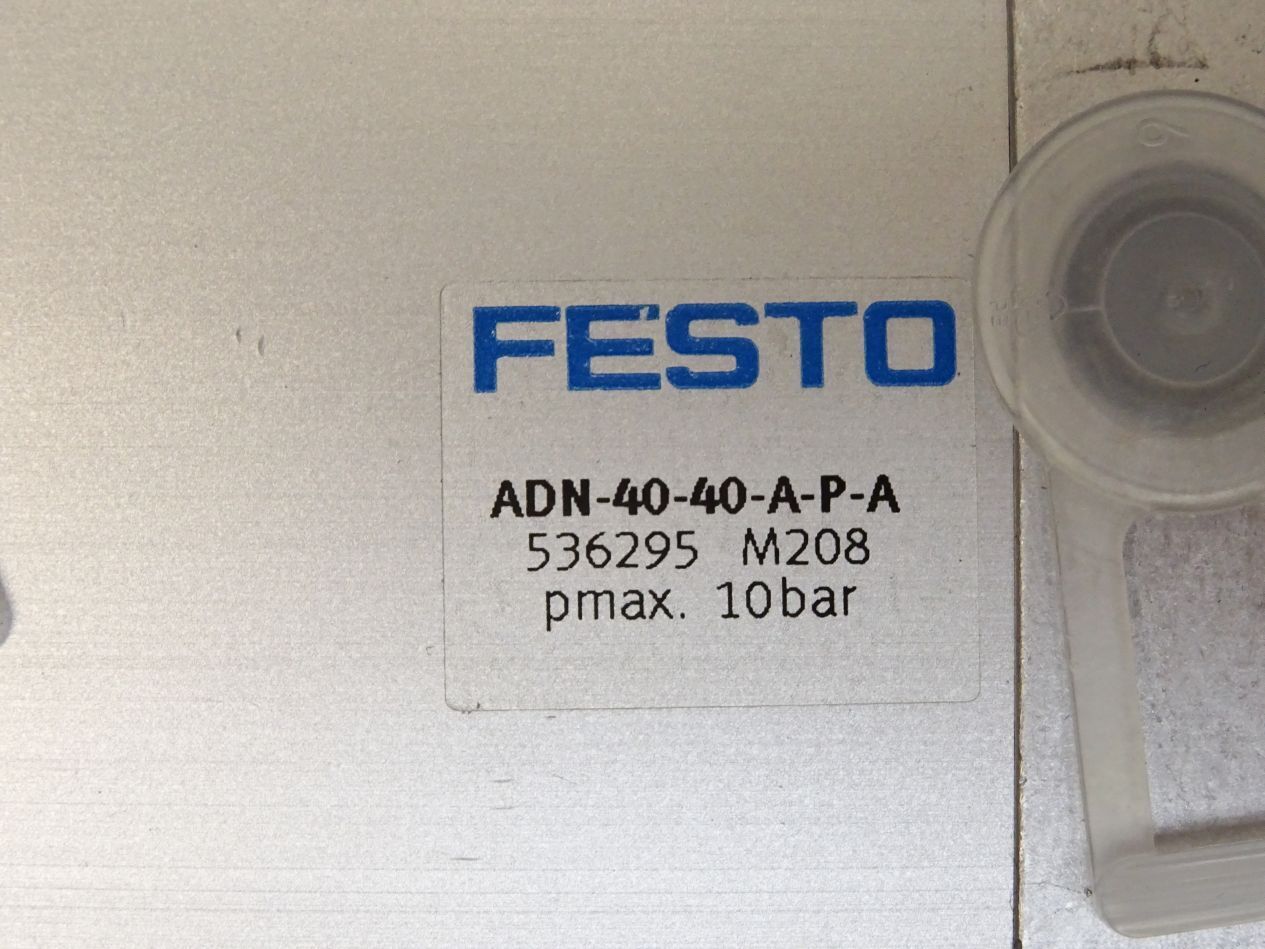 FESTO
ADN-40-40-A-P-A
536295 M208
pmax. 10bar